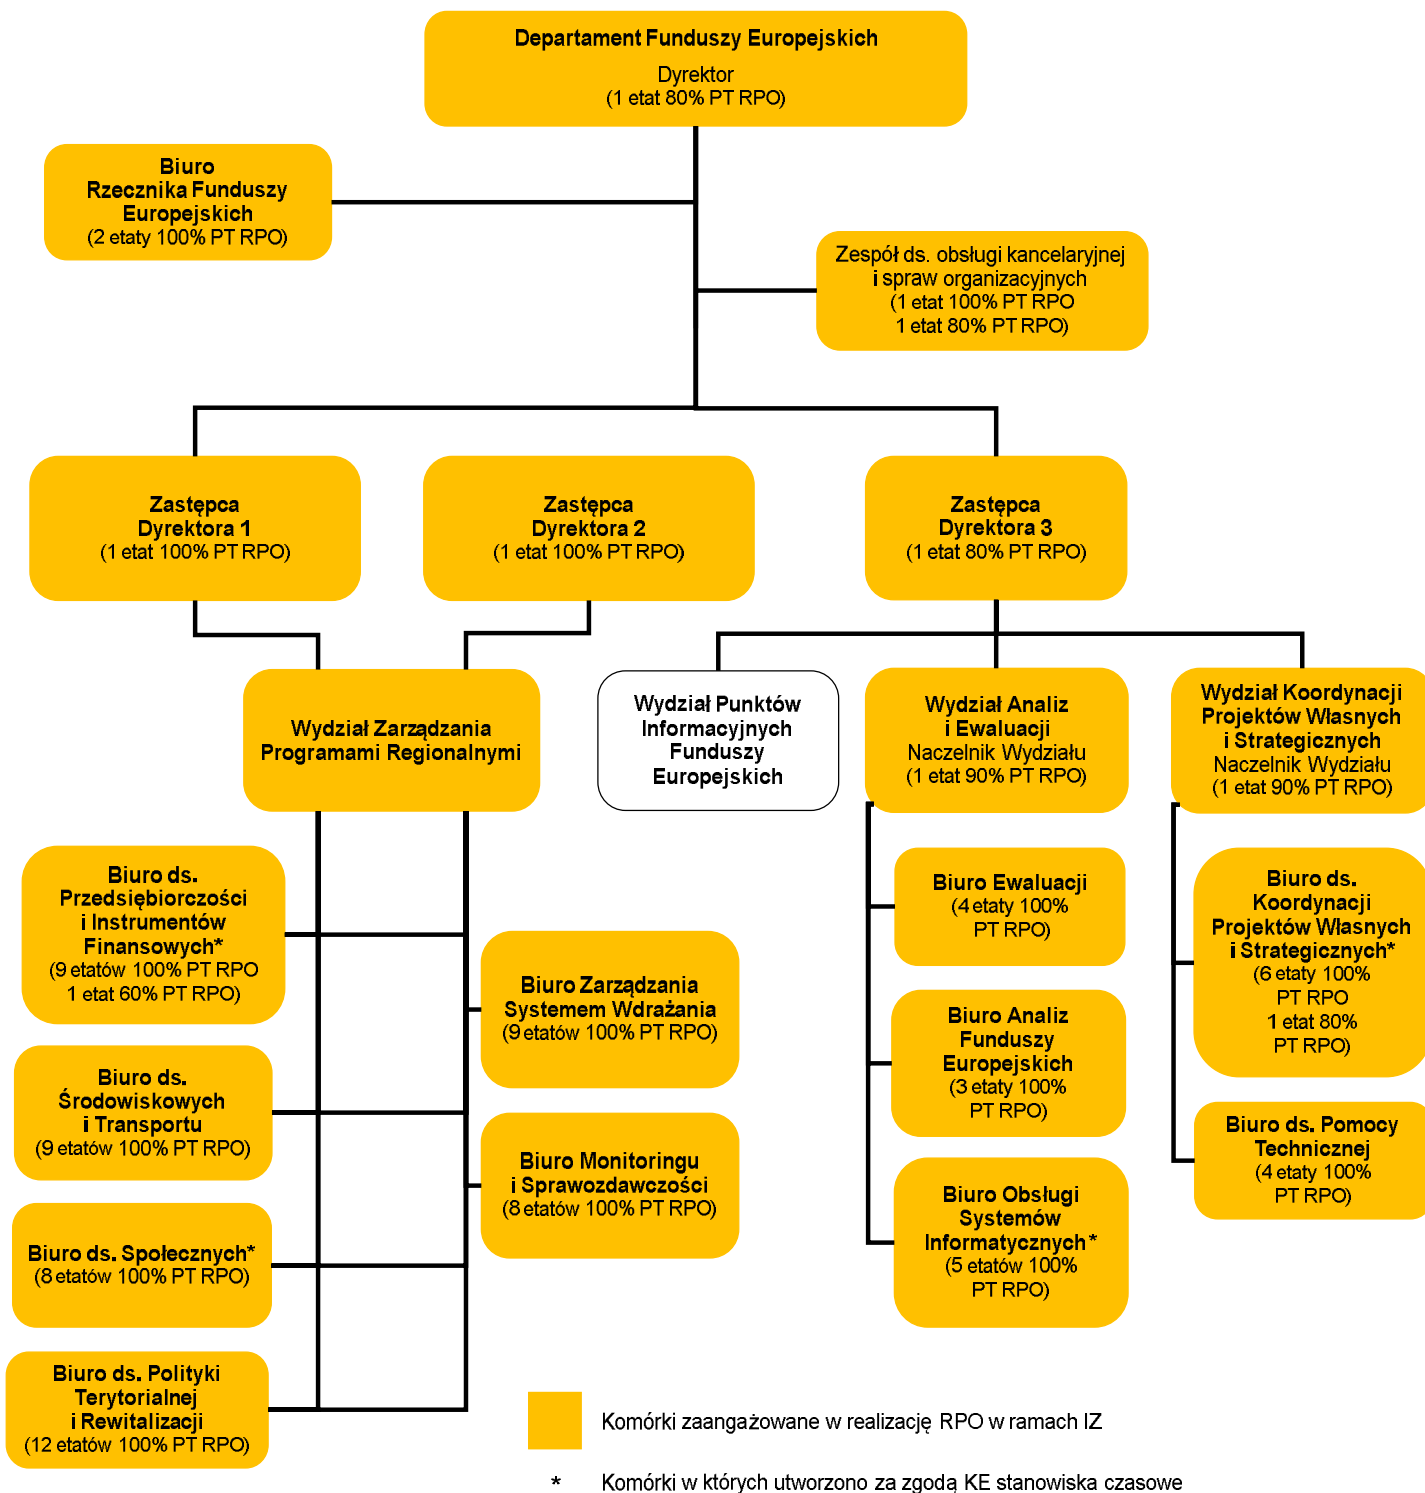 Departament Funduszy Europejskich
Dyrektor
(1 etat 80% PT RPO)
Biuro
Rzecznika Funduszy
Europejskich
(2 etaty 100% PT RPO)
Zespół ds. obsługi kancelaryjnej
i spraw organizacyjnych
(1 etat 100% PT RPO
1 etat 80% PT RPO)
Zastępca
Dyrektora 1
(1 etat 100% PT RPO)
Zastępca
Dyrektora 2
(1 etat 100% PT RPO)
Zastępca
Dyrektora 3
(1 etat 80% PT RPO)
Wydział Zarządzania
Programami Regionalnymi
Wydział Punktów
Informacyjnych
Funduszy
Europejskich
Wydział Analiz
i Ewaluacji
Naczelnik Wydziału
(1 etat 90% PT RPO)
Wydział Koordynacji
Projektów Własnych
i Strategicznych
Naczelnik Wydziału
(1 etat 90% PT RPO)
Biuro ds.
Przedsiębiorczości
i Instrumentów
Finansowych*
(9 etatów 100% PT RPO
1 etat 60% PT RPO)
Biuro ds.
Środowiskowych
i Transportu
(9 etatów 100% PT RPO)
Biuro ds. Społecznych*
(8 etatów 100% PT RPO)
Biuro ds. Polityki
Terytorialnej
i Rewitalizacji
(12 etatów 100% PT RPO)
Biuro Zarządzania
Systemem Wdrażania
(9 etatów 100% PT RPO)
Biuro Monitoringu
i Sprawozdawczości
(8 etatów 100% PT RPO)
Biuro Ewaluacji
(4 etaty 100%
PT RPO)
Biuro Analiz
Funduszy
Europejskich
(3 etaty 100%
PT RPO)
Biuro Obsługi
Systemów
Informatycznych*
(5 etatów 100%
PT RPO)
Biuro ds.
Koordynacji
Projektów Własnych
i Strategicznych*
(6 etaty 100%
PT RPO
1 etat 80%
PT RPO)
Biuro ds. Pomocy
Technicznej
(4 etaty 100%
PT RPO)
Komórki zaangażowane w realizację RPO w ramach IZ
* Komórki w których utworzono za zgodą KE stanowiska czasowe